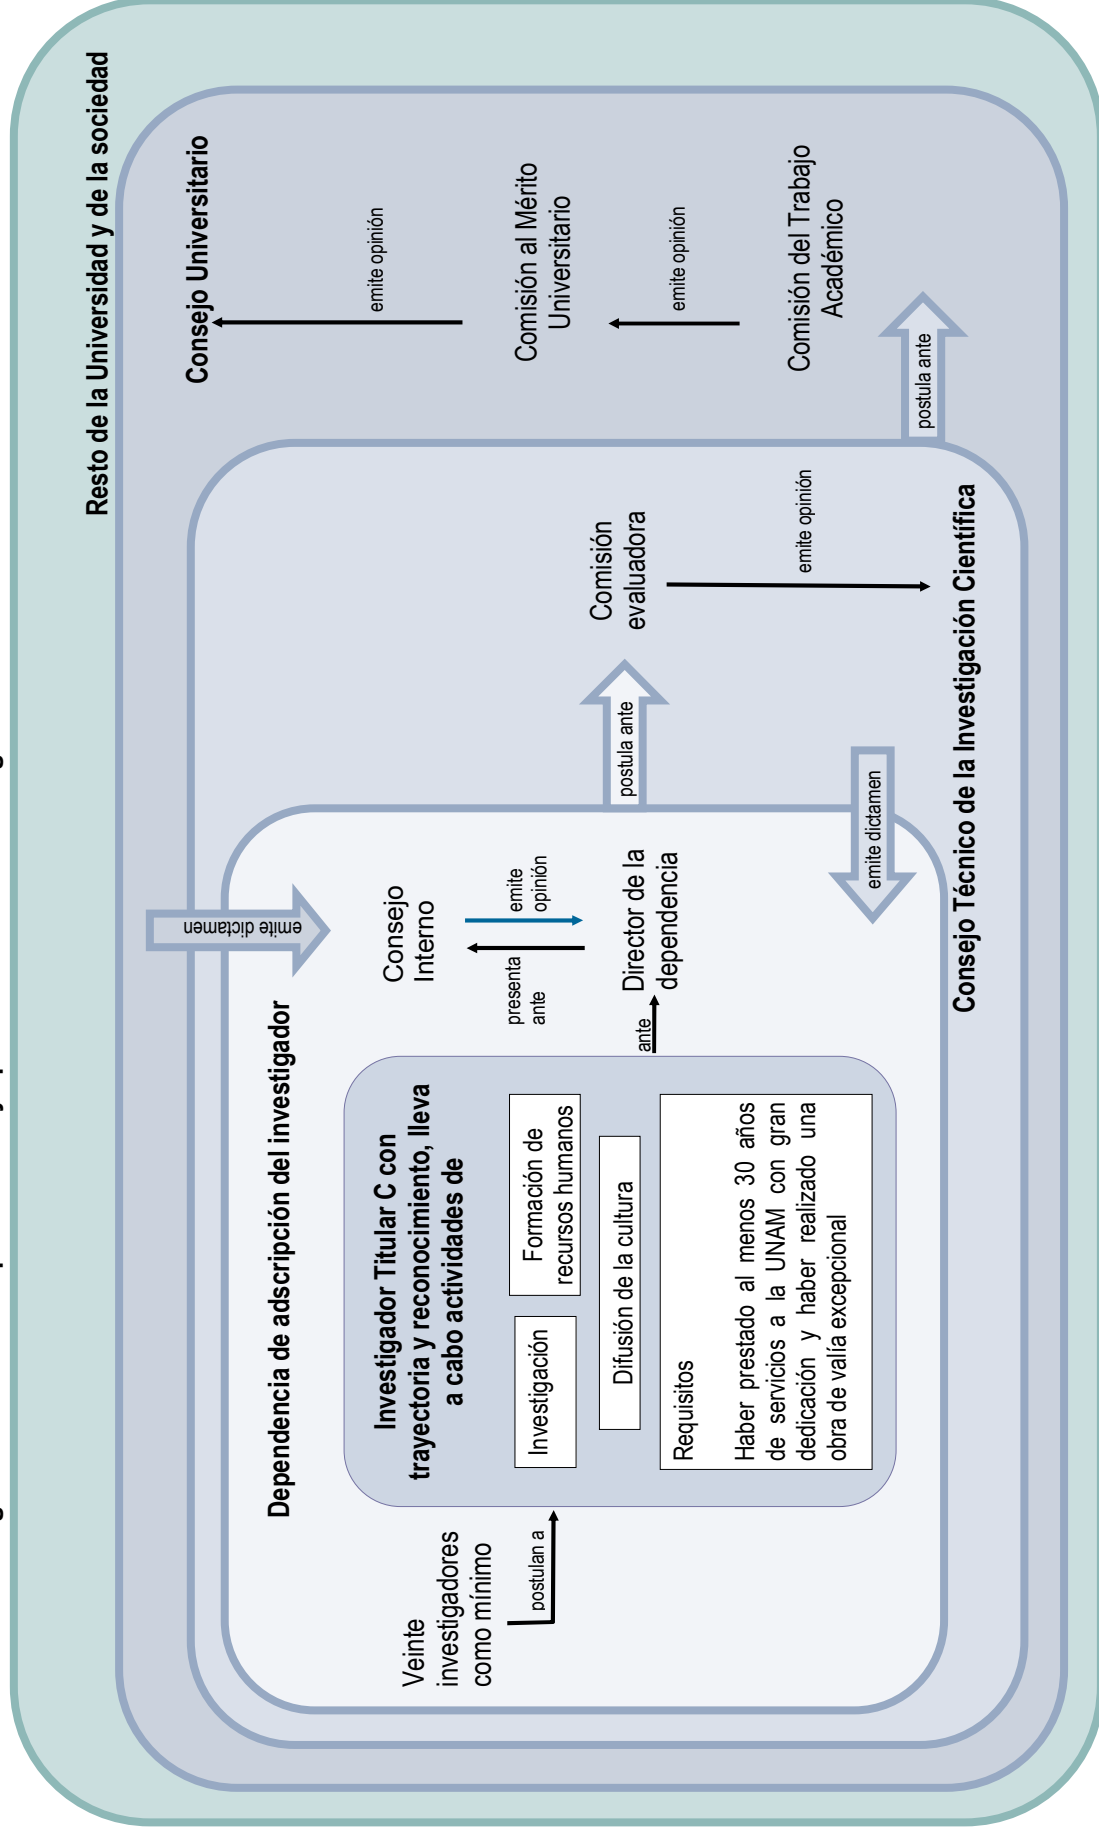 Resto de la Universidad y de la sociedad
Consejo Universitario
emite opinión
Comisión al Mérito
Universitario
emite opinión
Comisión del Trabajo
Académico
postula ante
emite dictamen
Dependencia de adscripción del investigador
Veinte
investigadores
como mínimo
postulan a
Investigador Titular C con
trayectoria y reconocimiento, lleva
a cabo actividades de
Investigación
Formación de
recursos humanos
Difusión de la cultura
Requisitos
Haber prestado al menos 30 años
de servicios a la UNAM con gran
dedicación y haber realizado una
obra de valía excepcional
ante
Consejo
Interno
presenta
ante
emite
opinión
Director de la
dependencia
postula ante
Comisión
evaluadora
emite opinión
emite dictamen
Consejo Técnico de la Investigación Científica